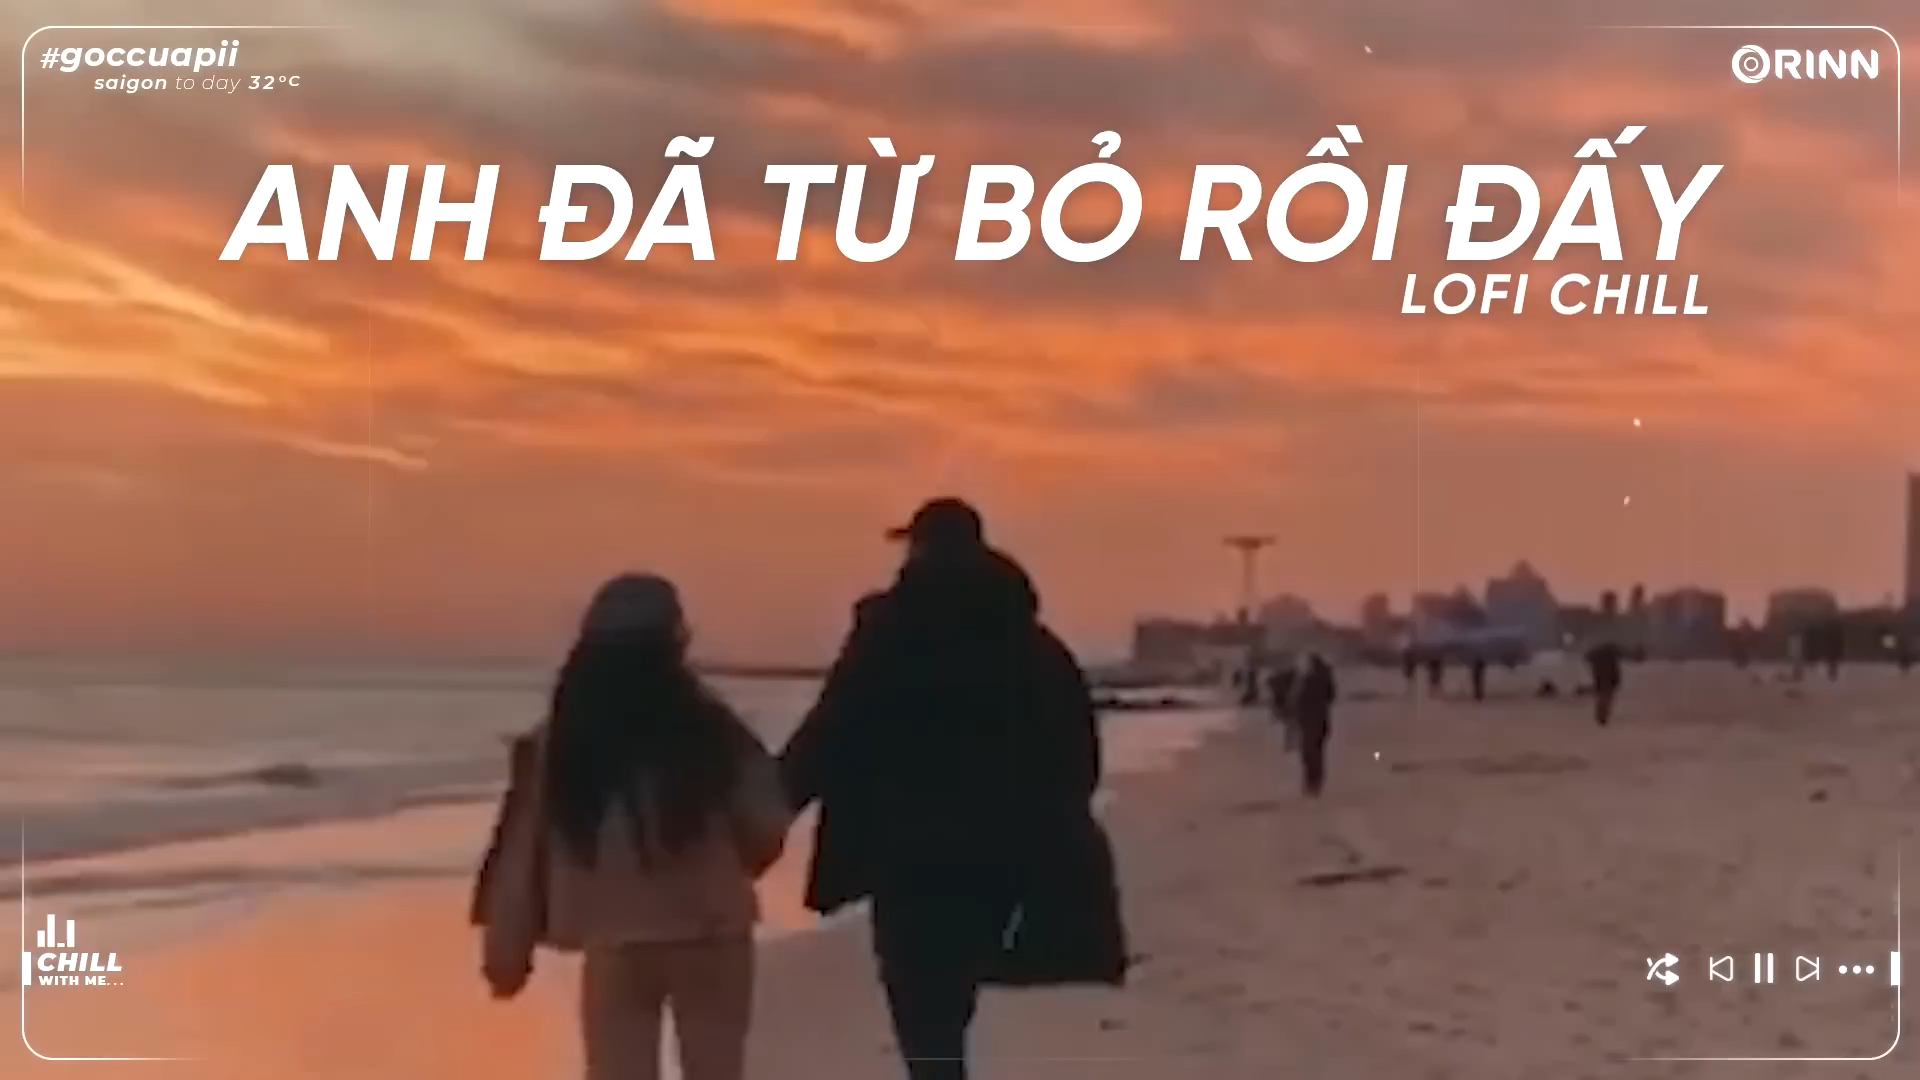 #goccuapii
saigon to day 32°C
ORINN
ANH ĐÃ TỪ BỎ RỒI ĐẤY
LOFI CHILL
CHILL
WITH ME...